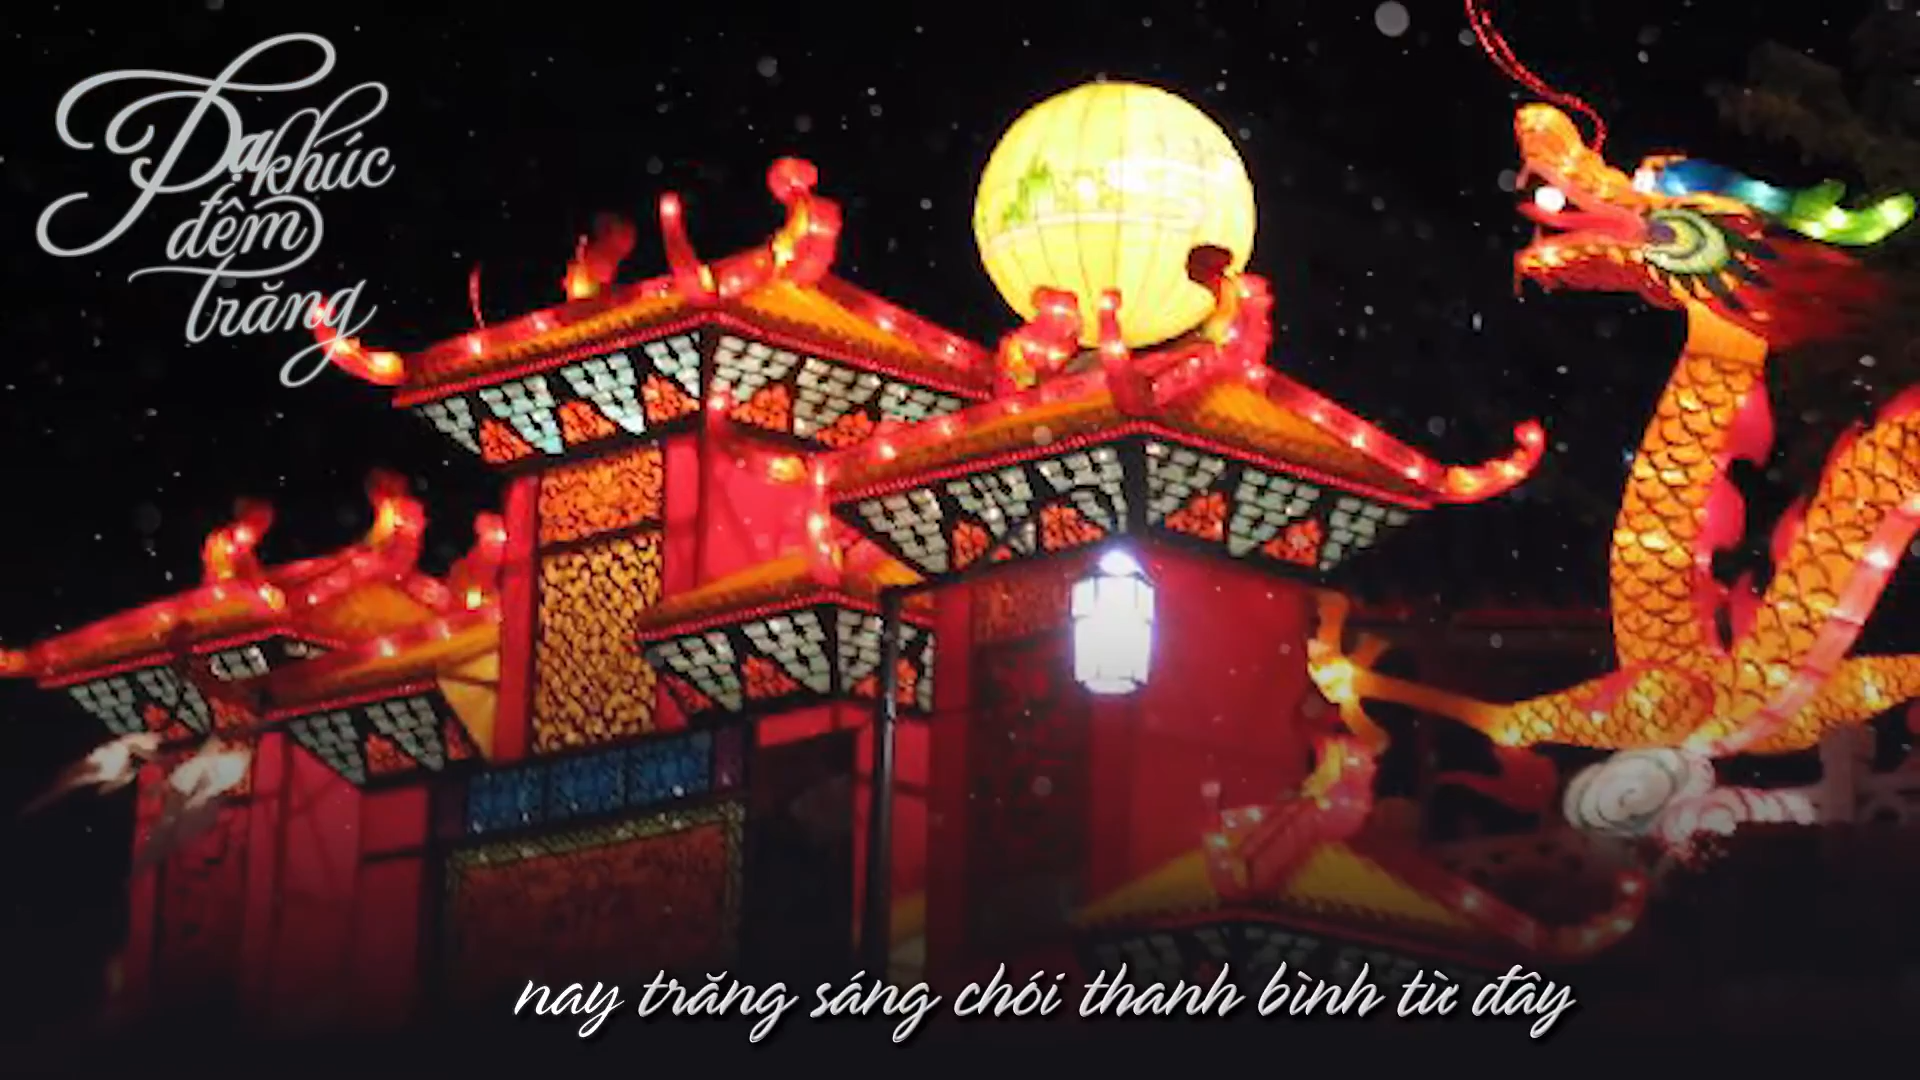 Dạ khúc
đêm
trăng
nay trăng sáng chói thanh bình từ đây